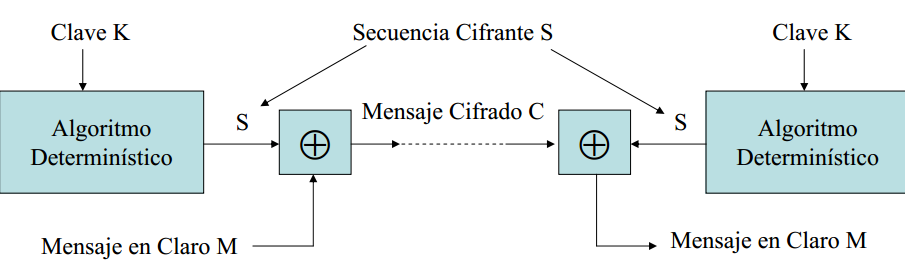 Clave K
Secuencia Cifrante S
Clave K
Algoritmo
Determinístico
S
⊕
Mensaje Cifrado C
⊕
S
Algoritmo
Determinístico
Mensaje en Claro M
Mensaje en Claro M